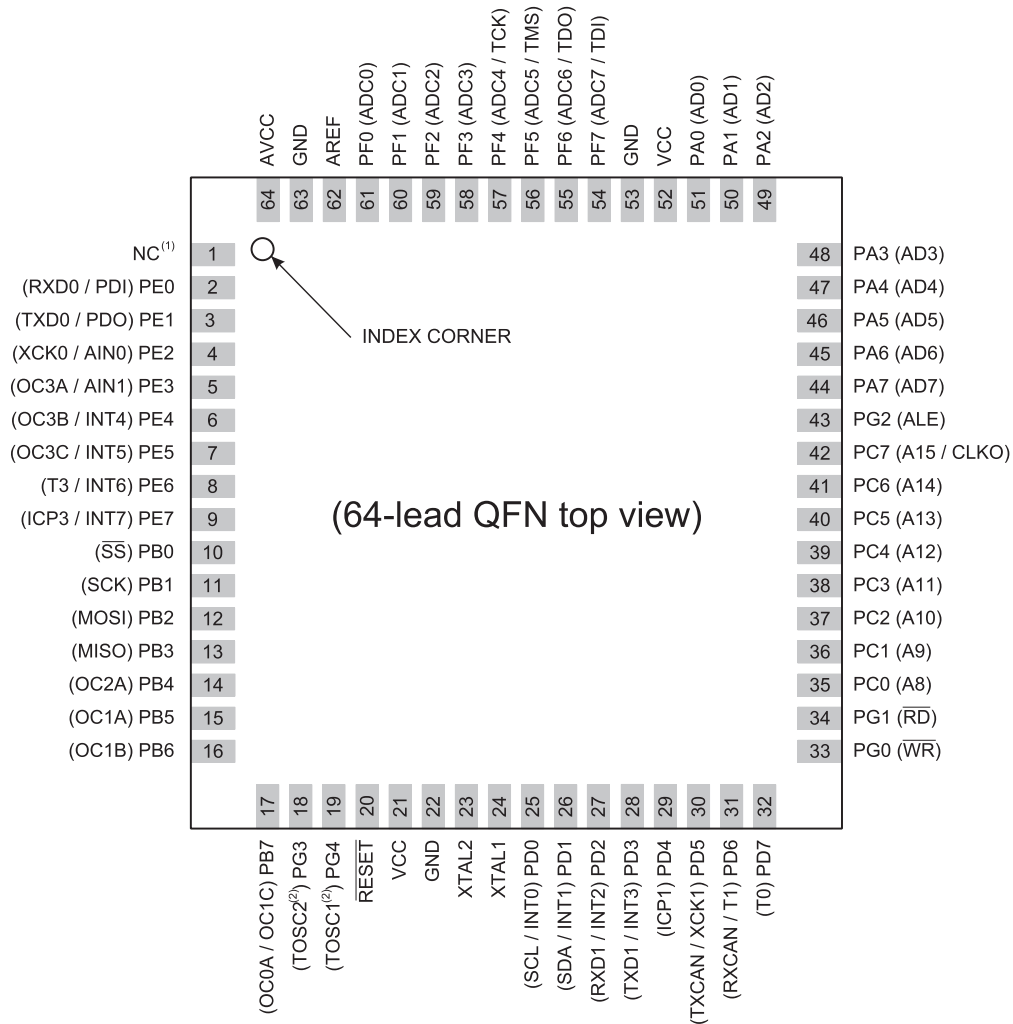 AVCC
GND
AREF
PF0 (ADC0)
PF1 (ADC1)
PF2 (ADC2)
PF3 (ADC3)
PF4 (ADC4 / TCK)
PF5 (ADC5 / TMS)
PF6 (ADC6 / TDO)
PF7 (ADC7 / TDI)
GND
VCC
PA0 (AD0)
PA1 (AD1)
PA2 (AD2)
64
63
62
61
60
59
58
57
56
55
54
53
52
51
50
49
NC(1) 1
(RXD0 / PDI) PE0 2
(TXD0 / PDO) PE1 3
(XCK0 / AIN0) PE2 4
(OC3A / AIN1) PE3 5
(OC3B / INT4) PE4 6
(OC3C / INT5) PE5 7
(T3 / INT6) PE6 8
(ICP3 / INT7) PE7 9
(SS) PB0 10
(SCK) PB1 11
(MOSI) PB2 12
(MISO) PB3 13
(OC2A) PB4 14
(OC1A) PB5 15
(OC1B) PB6 16
INDEX CORNER
(64-lead QFN top view)
48 PA3 (AD3)
47 PA4 (AD4)
46 PA5 (AD5)
45 PA6 (AD6)
44 PA7 (AD7)
43 PG2 (ALE)
42 PC7 (A15 / CLKO)
41 PC6 (A14)
40 PC5 (A13)
39 PC4 (A12)
38 PC3 (A11)
37 PC2 (A10)
36 PC1 (A9)
35 PC0 (A8)
34 PG1 (RD)
33 PG0 (WR)
17
18
19
20
21
22
23
24
25
26
27
28
29
30
31
32
(OC0A / OC1C) PB7
(TOSC2(2)) PG3
(TOSC1(2)) PG4
RESET
VCC
GND
XTAL2
XTAL1
(SCL / INT0) PD0
(SDA / INT1) PD1
(RXD1 / INT2) PD2
(TXD1 / INT3) PD3
(ICP1) PD4
(TXCAN / XCK1) PD5
(RXCAN / T1) PD6
(T0) PD7